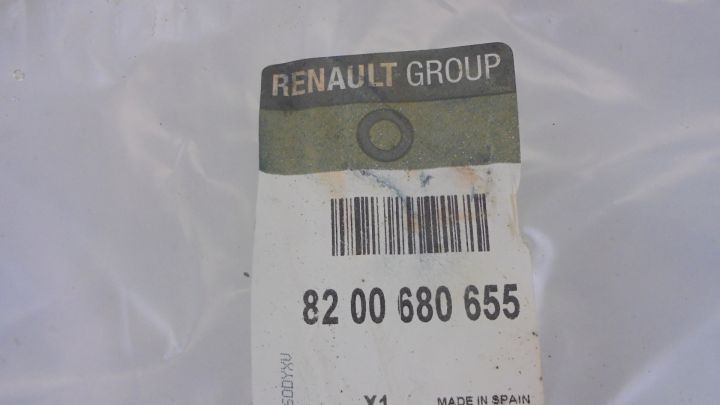 RENAULT GROUP
82 00 680 655
X1
MADE IN SPAIN